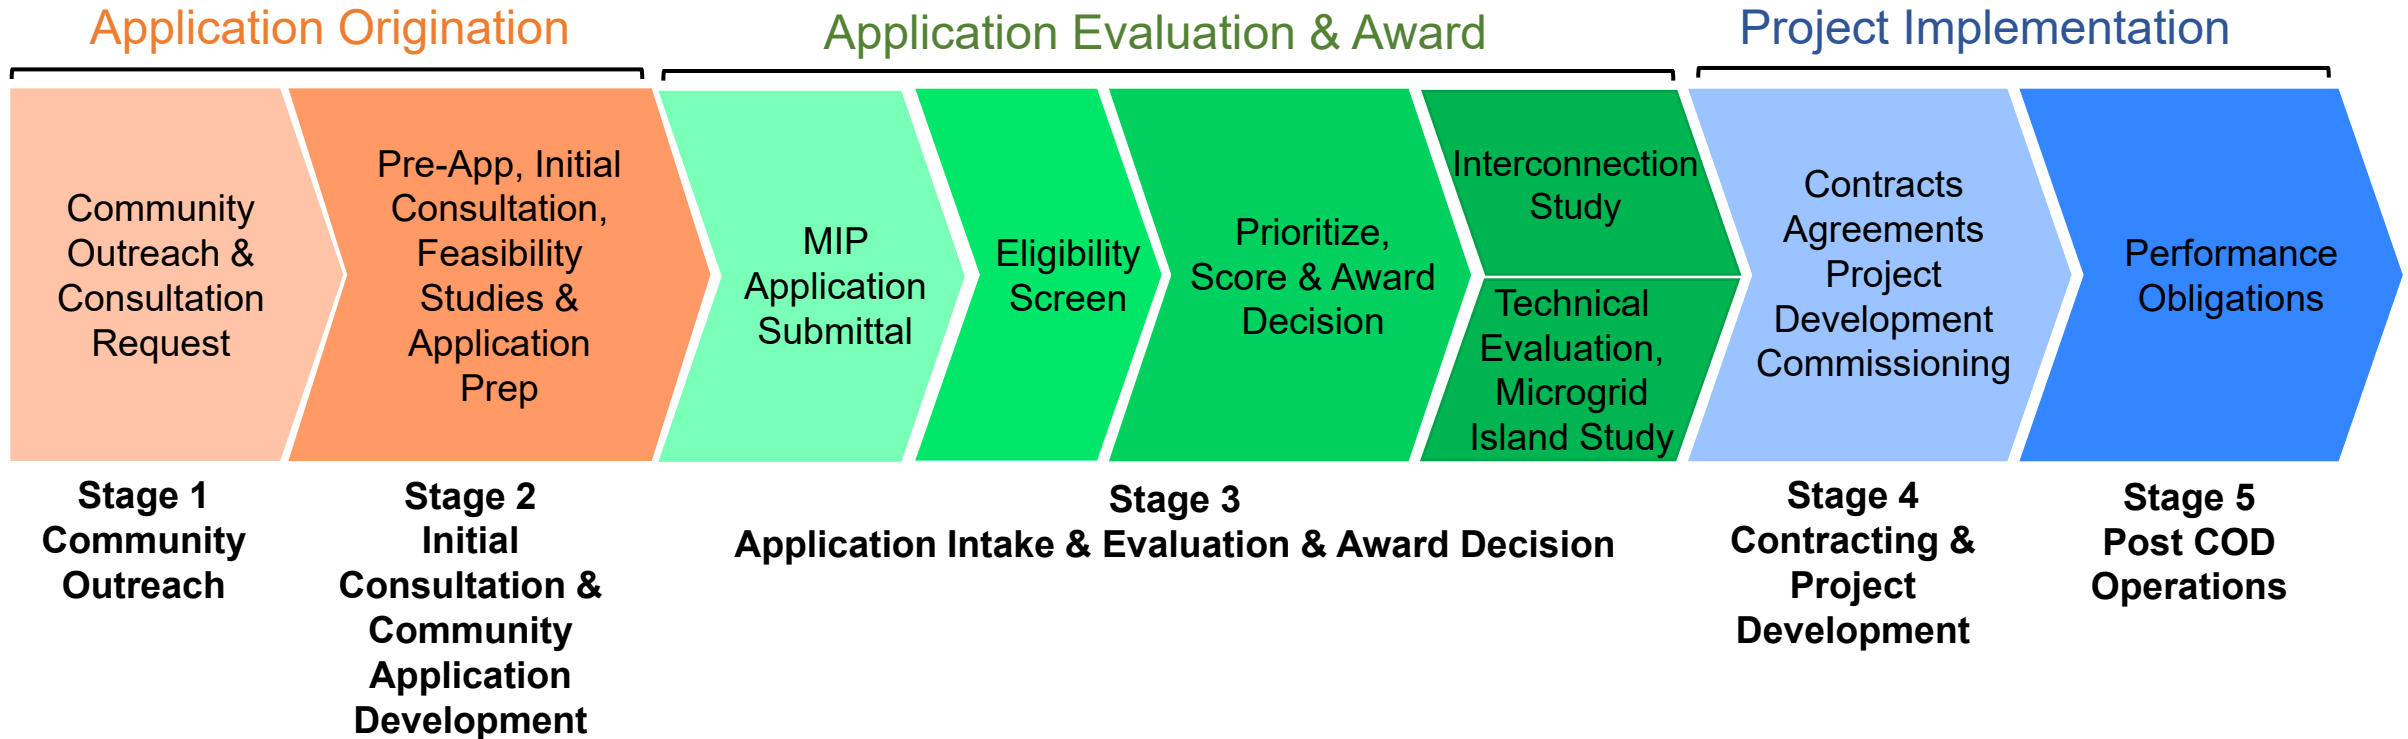 Application Origination
Application Evaluation & Award
Project Implementation
Community
Outreach &
Consultation
Request
Pre-App, Initial
Consultation,
Feasibility
Studies &
Application
Prep
MIP
Application
Submittal
Eligibility
Screen
Prioritize,
Score & Award
Decision
Interconnection
Study
Technical
Evaluation,
Microgrid
Island Study
Contracts
Agreements
Project
Development
Commissioning
Performance
Obligations
Stage 1
Community
Outreach
Stage 2
Initial
Consultation &
Community
Application
Development
Stage 3
Application Intake & Evaluation & Award Decision
Stage 4
Contracting &
Project
Development
Stage 5
Post COD
Operations